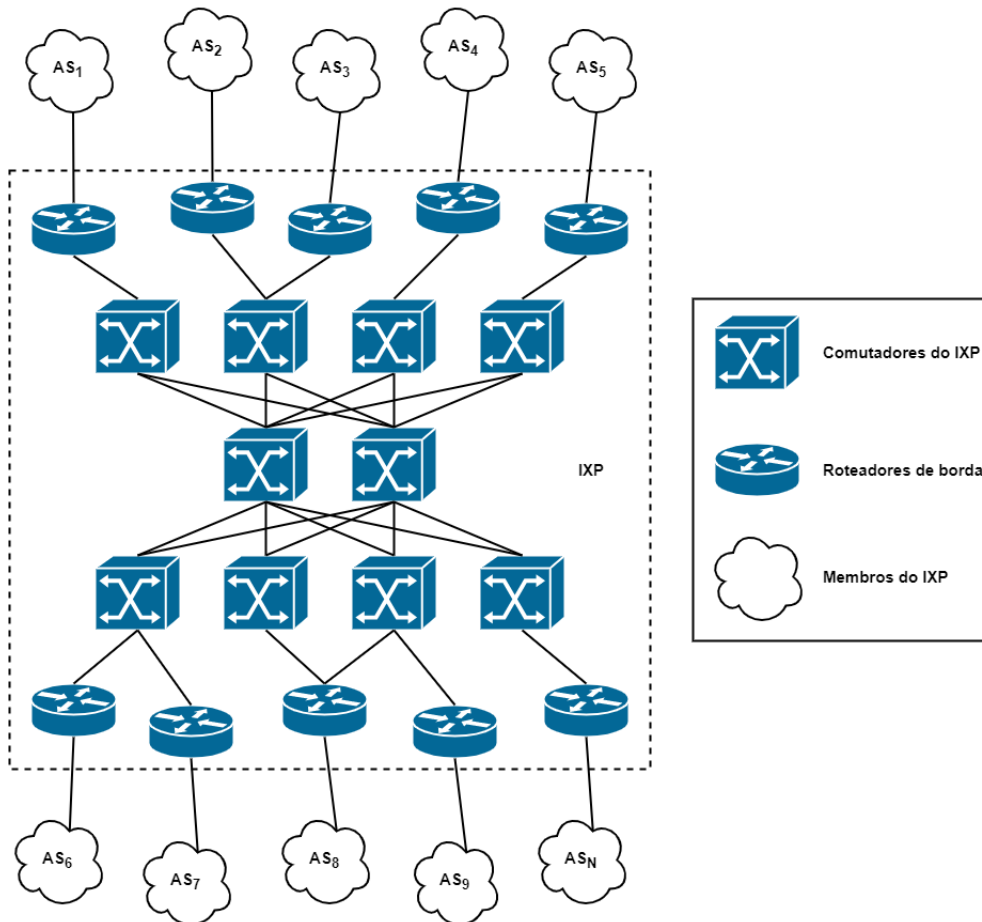 AS1
AS2
AS3
AS4
AS5
Comutadores do IXP
IXP
Roteadores de borda
Membros do IXP
AS6
AS7
AS8
AS9
ASN